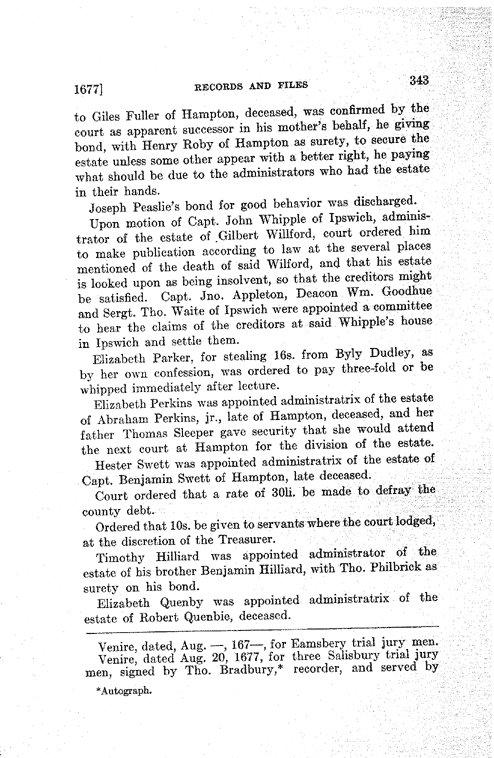 1677]
RECORDS AND FILES
343
to Giles Fuller of Hampton, deceased, was confirmed by the
court as apparent successor in his mother's behalf, he giving
bond, with Henry Roby of Hampton as surety, to secure the
estate unless some other appear with a better right, he paying
what should be due to the administrators who had the estate
in their hands.
Joseph Peaslie's bond for good behavior was discharged.
Upon motion of Capt. John Whipple of Ipswich, adminis-
trator of the estate of Gilbert Willford, court ordered him
to make publication according to law at the several places
mentioned of the death of said Wilford, and that his estate
is looked upon as being insolvent, so that the creditors might
be satisfied. Capt. Jno. Appleton, Deacon Wm. Goodhue
and Sergt. Tho. Waite of Ipswich were appointed a committee
to hear the claims of the creditors at said Whipple's house
in Ipswich and settle them.
Elizabeth Parker, for stealing 16s. from Byly Dudley, as
by her own confession, was ordered to pay three-fold or be
whipped immediately after lecture.
Elizabeth Perkins was appointed administratrix of the estate
of Abraham Perkins, jr., late of Hampton, deceased, and her
father Thomas Sleeper gave security that she would attend
the next court at Hampton for the division of the estate.
Hester Swett was appointed administratrix of the estate of
Capt. Benjamin Swett of Hampton, late deceased.
Court ordered that a rate of 30li. be made to defray the
county debt.
Ordered that 10s. be given to servants where the court lodged,
at the discretion of the Treasurer.
Timothy Hilliard was appointed administrator of the
estate of his brother Benjamin Hilliard, with Tho. Philbrick as
surety on his bond.
Elizabeth Quenby was appointed administratrix of the
estate of Robert Quenbie, deceased.
Venire, dated, Aug. —, 167—, for Eamsbery trial jury men.
Venire, dated Aug. 20, 1677, for three Salisbury trial jury
men, signed by Tho. Bradbury,* recorder, and served by
*Autograph.